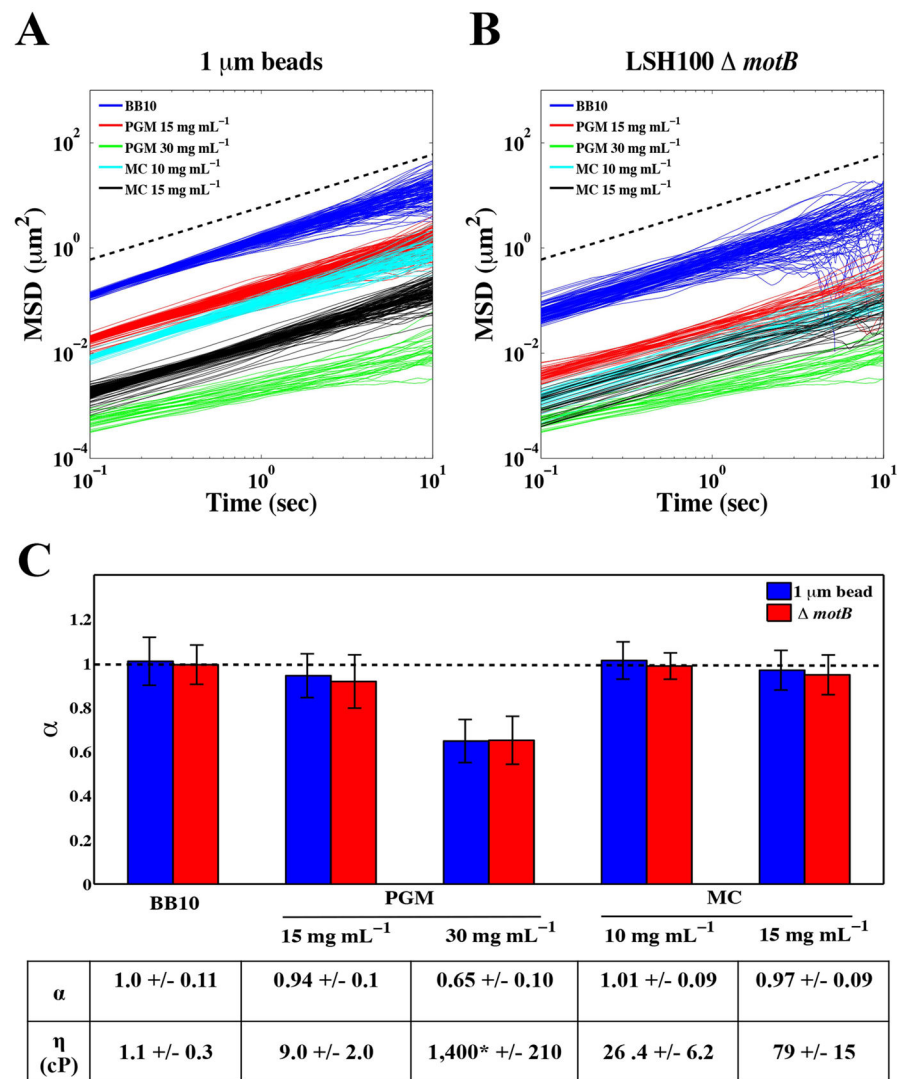 A
1 μm beads
BB10
PGM 15 mg mL⁻¹
PGM 30 mg mL⁻¹
MC 10 mg mL⁻¹
MC 15 mg mL⁻¹
10²
10⁰
10⁻²
10⁻⁴
MSD (μm²)
10⁻¹ 10⁰ 10¹
Time (sec)
B
LSH100 Δ motB
BB10
PGM 15 mg mL⁻¹
PGM 30 mg mL⁻¹
MC 10 mg mL⁻¹
MC 15 mg mL⁻¹
10²
10⁰
10⁻²
10⁻⁴
MSD (μm²)
10⁻¹ 10⁰ 10¹
Time (sec)
C
1 μm bead
Δ motB
1.2
1
0.8
0.6
0.4
0.2
0
α
BB10 PGM MC
15 mg mL⁻¹ 30 mg mL⁻¹ 10 mg mL⁻¹ 15 mg mL⁻¹
α 1.0 +/- 0.11 0.94 +/- 0.1 0.65 +/- 0.10 1.01 +/- 0.09 0.97 +/- 0.09
η
(cP) 1.1 +/- 0.3 9.0 +/- 2.0 1,400* +/- 210 26 .4 +/- 6.2 79 +/- 15